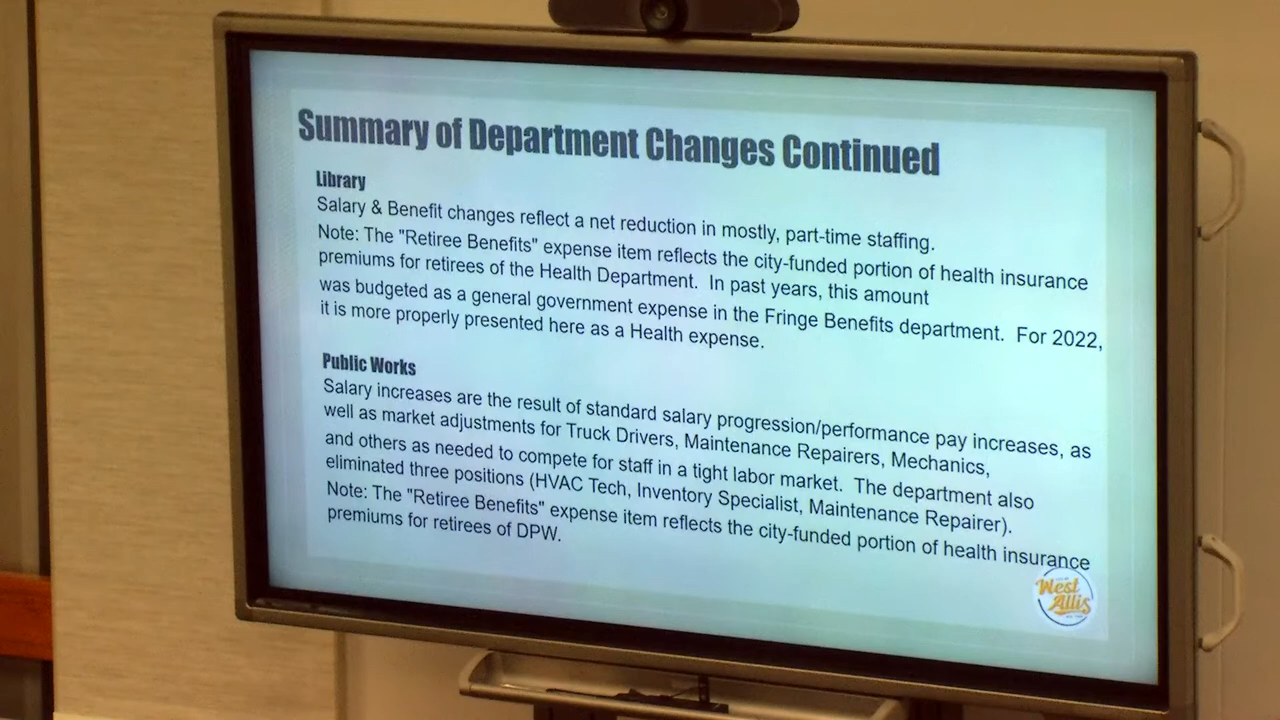 Summary of Department Changes Continued
Library
Salary & Benefit changes reflect a net reduction in mostly, part-time staffing.
Note: The "Retiree Benefits" expense item reflects the city-funded portion of health insurance
premiums for retirees of the Health Department.  In past years, this amount
was budgeted as a general government expense in the Fringe Benefits department.  For 2022,
it is more properly presented here as a Health expense.
Public Works
Salary increases are the result of standard salary progression/performance pay increases, as
well as market adjustments for Truck Drivers, Maintenance Repairers, Mechanics,
and others as needed to compete for staff in a tight labor market.  The department also
eliminated three positions (HVAC Tech, Inventory Specialist, Maintenance Repairer).
Note: The "Retiree Benefits" expense item reflects the city-funded portion of health insurance
premiums for retirees of DPW.
West
Allis